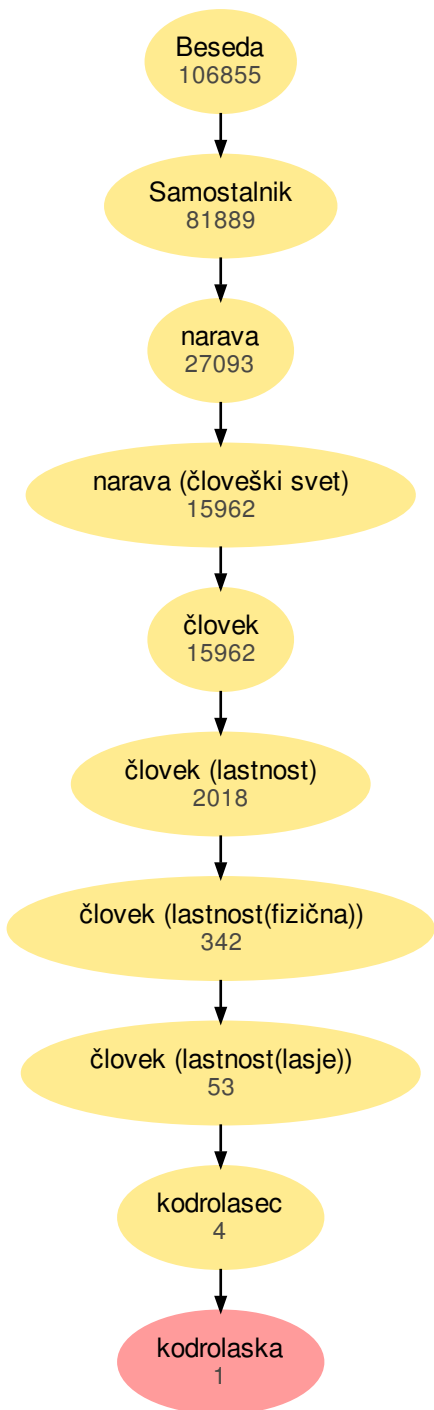 Beseda
106855
Samostalnik
81889
narava
27093
narava (človeški svet)
15962
človek
15962
človek (lastnost)
2018
človek (lastnost(fizična))
342
človek (lastnost(lasje))
53
kodrolasec
4
kodrolaska
1